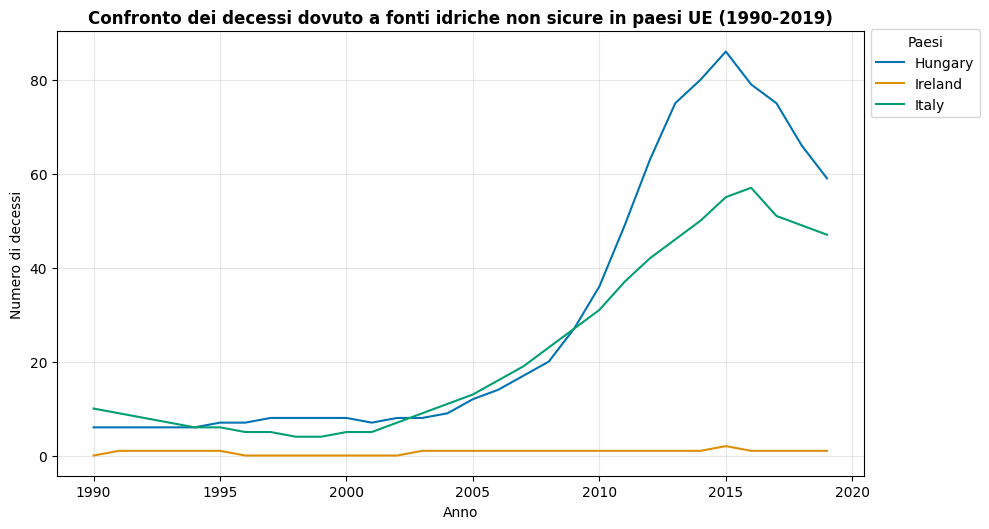 Confronto dei decessi dovuto a fonti idriche non sicure in paesi UE (1990-2019)
Paesi
Hungary
Ireland
Italy
Numero di decessi
80
60
40
20
0
1990 1995 2000 2005 2010 2015 2020
Anno